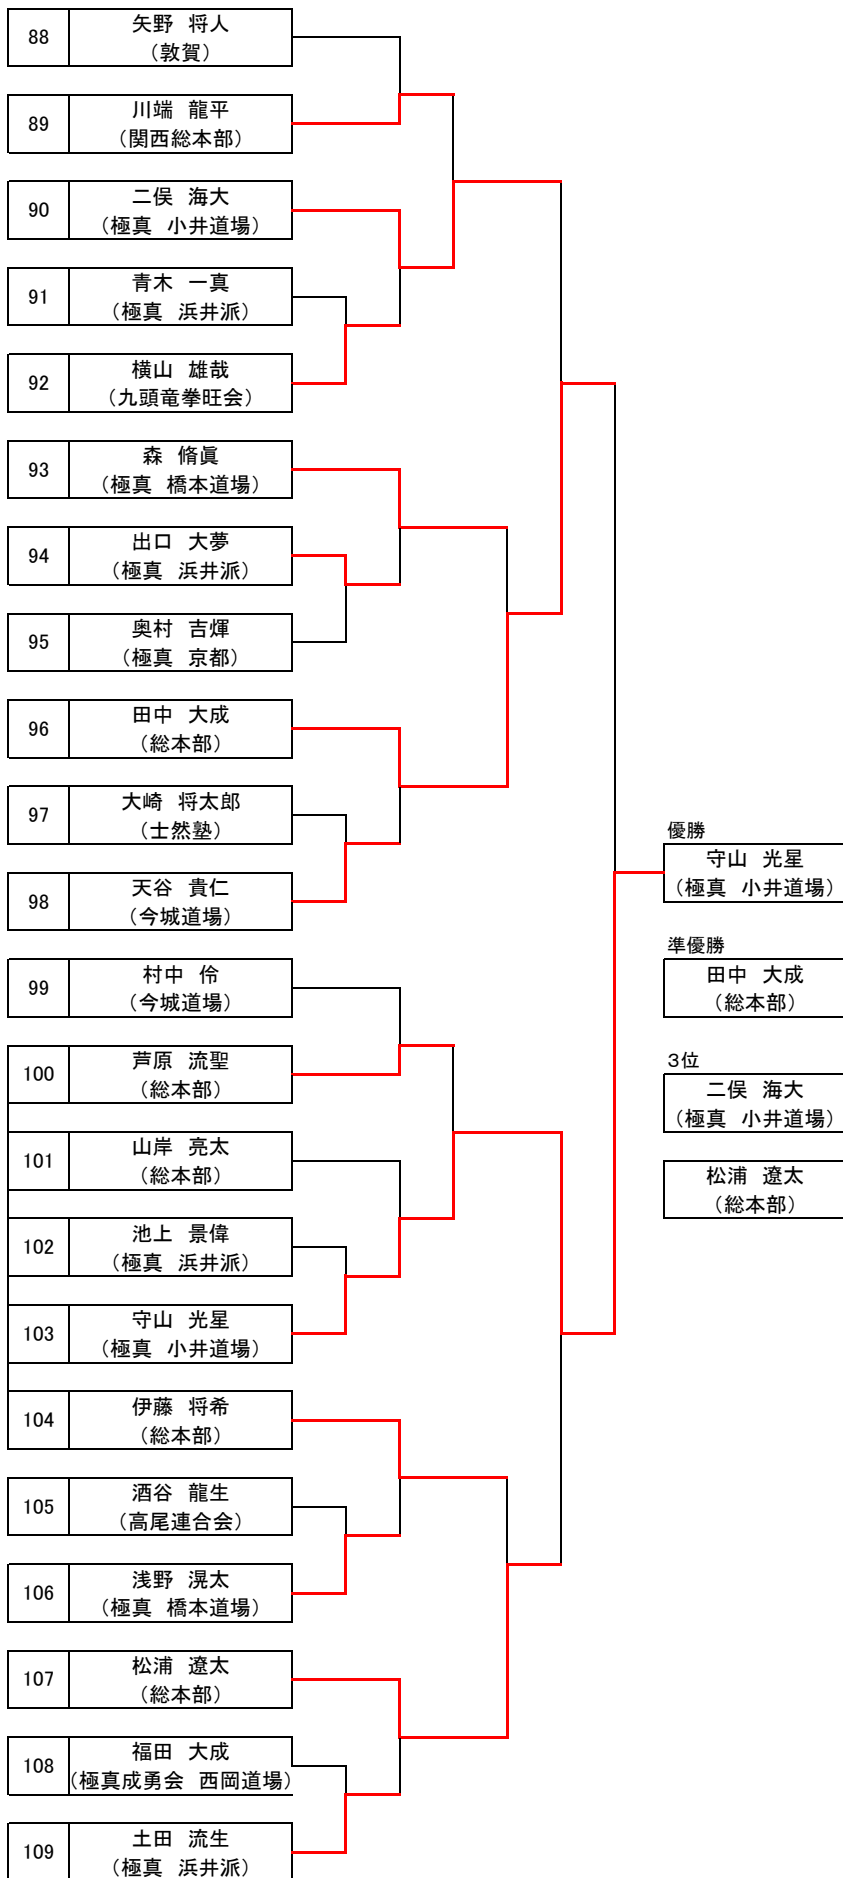 88
矢野 将人
（敦賀）
89
川端 龍平
（関西総本部）
90
二俣 海大
（極真 小井道場）
91
青木 一真
（極真 浜井派）
92
横山 雄哉
（九頭竜拳旺会）
93
森 脩眞
（極真 橋本道場）
94
出口 大夢
（極真 浜井派）
95
奥村 吉煇
（極真 京都）
96
田中 大成
（総本部）
97
大崎 将太郎
（士然塾）
98
天谷 貴仁
（今城道場）
99
村中 伶
（今城道場）
100
芦原 流聖
（総本部）
101
山岸 亮太
（総本部）
102
池上 景偉
（極真 浜井派）
103
守山 光星
（極真 小井道場）
104
伊藤 将希
（総本部）
105
酒谷 龍生
（高尾連合会）
106
浅野 滉太
（極真 橋本道場）
107
松浦 遼太
（総本部）
108
福田 大成
（極真成勇会 西岡道場）
109
土田 流生
（極真 浜井派）
優勝
守山 光星
（極真 小井道場）
準優勝
田中 大成
（総本部）
3位
二俣 海大
（極真 小井道場）
松浦 遼太
（総本部）